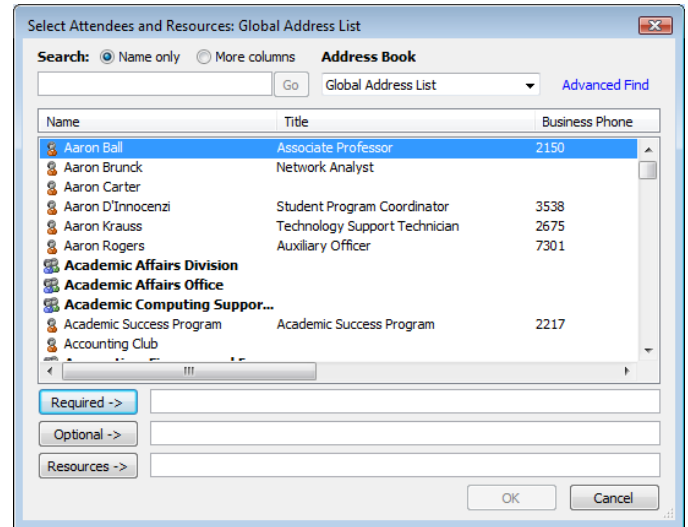 Select Attendees and Resources: Global Address List
Search: Name only More columns Address Book
Go Global Address List Advanced Find
Name Title Business Phone
Aaron Ball Associate Professor 2150
Aaron Brunck Network Analyst
Aaron Carter
Aaron D'Innocenzi Student Program Coordinator 3538
Aaron Krauss Technology Support Technician 2675
Aaron Rogers Auxiliary Officer 7301
Academic Affairs Division
Academic Affairs Office
Academic Computing Suppor...
Academic Success Program Academic Success Program 2217
Accounting Club
Required ->
Optional ->
Resources ->
OK Cancel